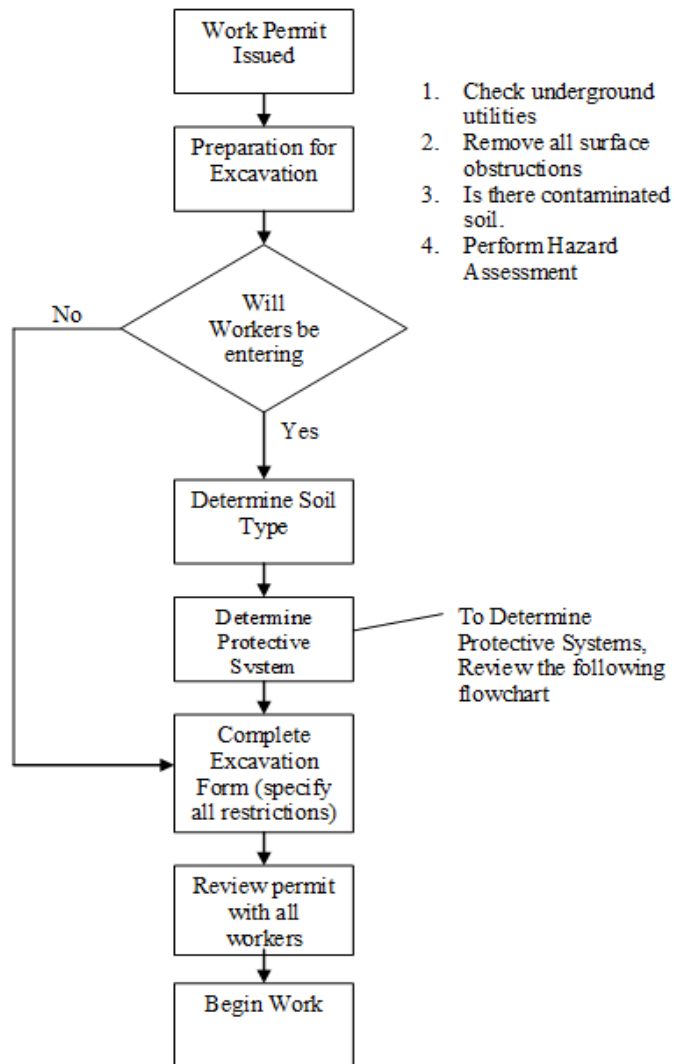 Work Permit
Issued
1. Check underground
utilities
2. Remove all surface
obstructions
3. Is there contaminated
soil.
4. Perform Hazard
Assessment
Preparation for
Excavation
Will
Workers be
entering
No
Yes
Determine Soil
Type
Determine
Protective
System
To Determine
Protective Systems,
Review the following
flowchart
Complete
Excavation
Form (specify
all restrictions)
Review permit
with all
workers
Begin Work